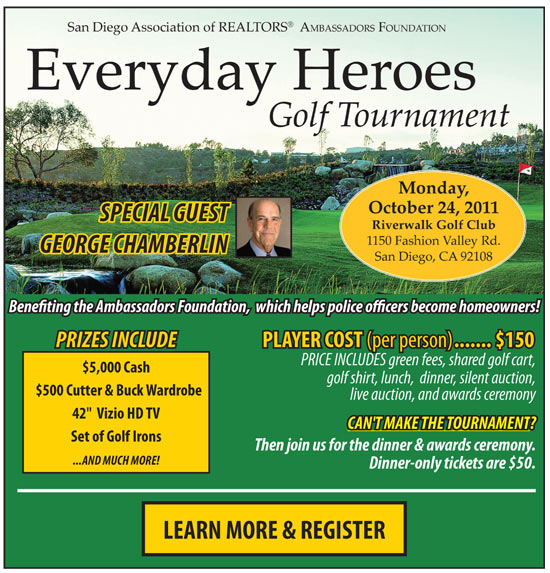 San Diego Association of REALTORS® AMBASSADORS FOUNDATION
Everyday Heroes
Golf Tournament
Monday,
October 24, 2011
Riverwalk Golf Club
1150 Fashion Valley Rd.
San Diego, CA 92108
SPECIAL GUEST
GEORGE CHAMBERLIN
Benefiting the Ambassadors Foundation, which helps police officers become homeowners!
PRIZES INCLUDE
$5,000 Cash
$500 Cutter & Buck Wardrobe
42" Vizio HD TV
Set of Golf Irons
...AND MUCH MORE!
PLAYER COST (per person)....... $150
PRICE INCLUDES green fees, shared golf cart,
golf shirt, lunch, dinner, silent auction,
live auction, and awards ceremony
CAN'T MAKE THE TOURNAMENT?
Then join us for the dinner & awards ceremony.
Dinner-only tickets are $50.
LEARN MORE & REGISTER